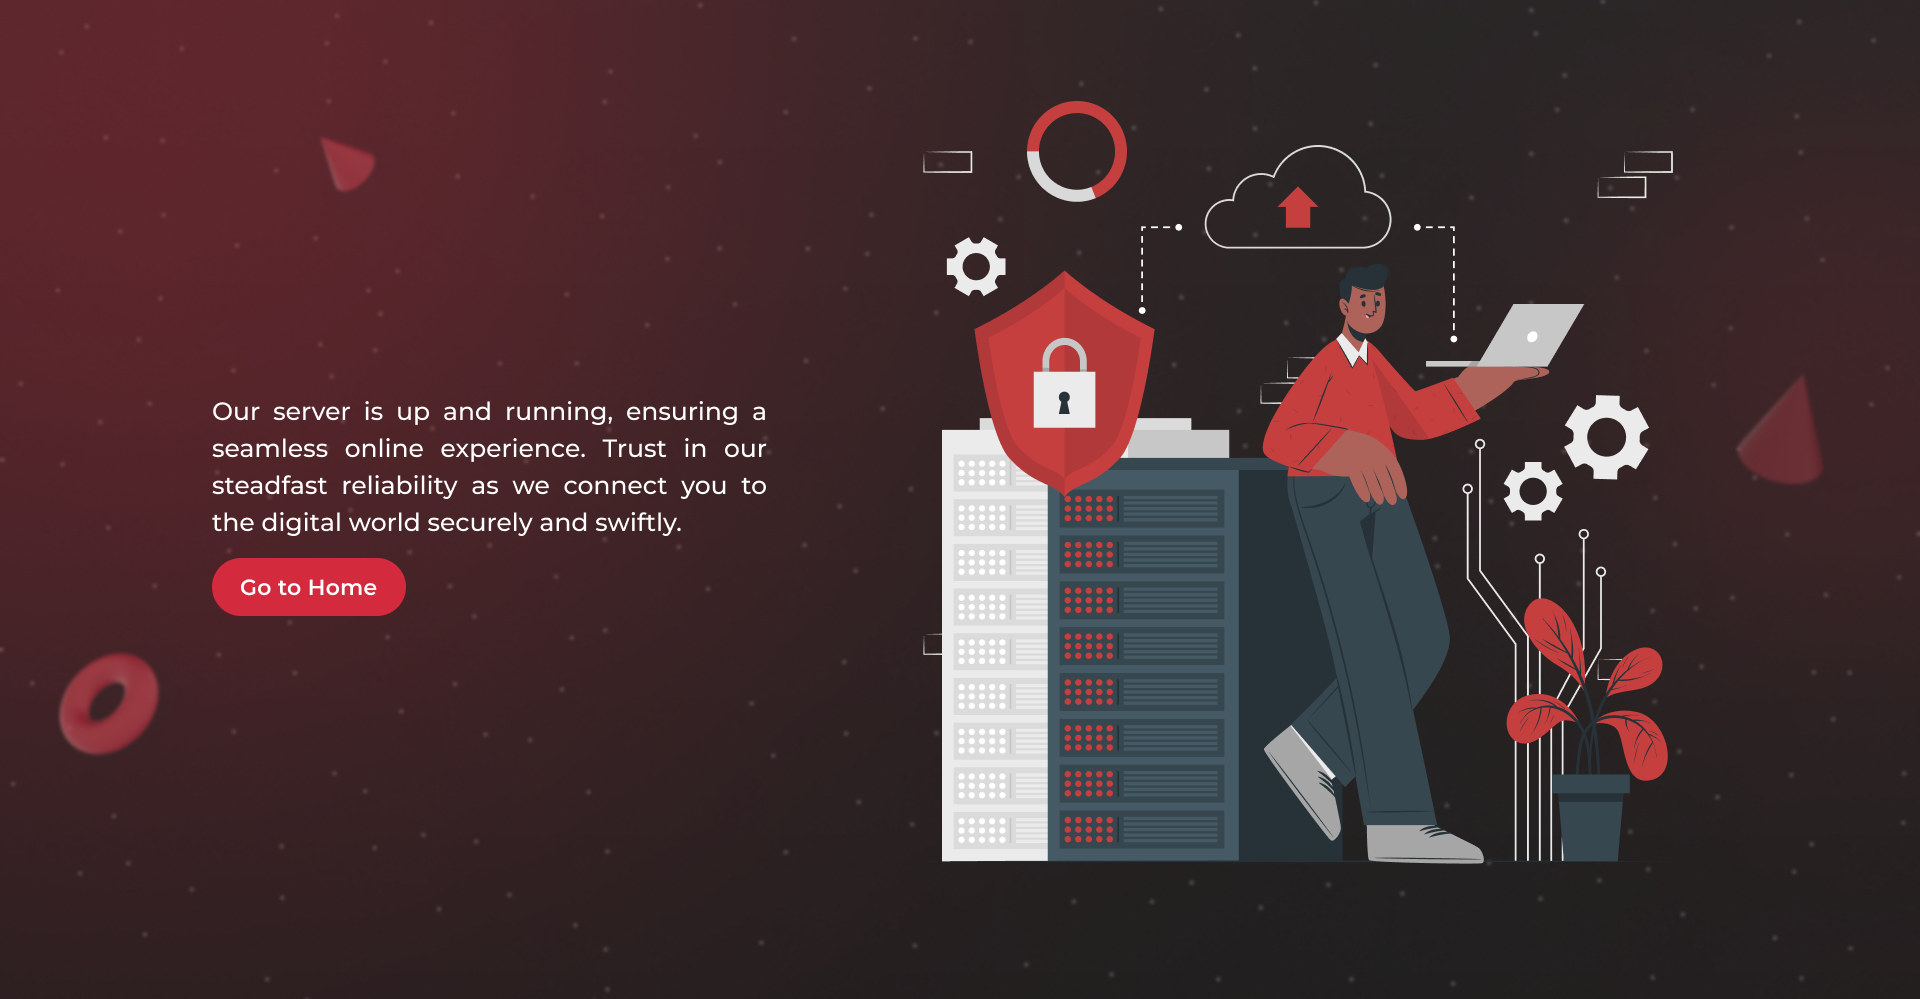 Our server is up and running, ensuring a
seamless online experience. Trust in our
steadfast reliability as we connect you to
the digital world securely and swiftly.
Go to Home